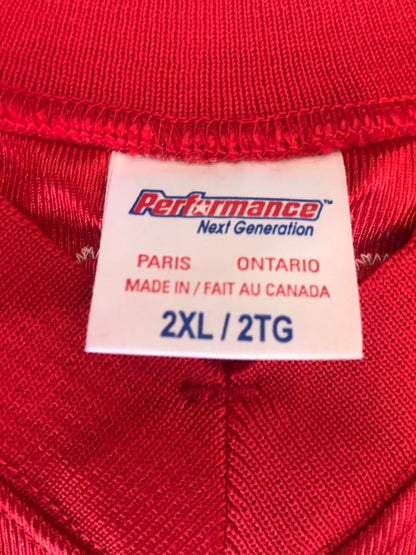 Performance™
Next Generation
PARIS ONTARIO
MADE IN / FAIT AU CANADA
2XL / 2TG